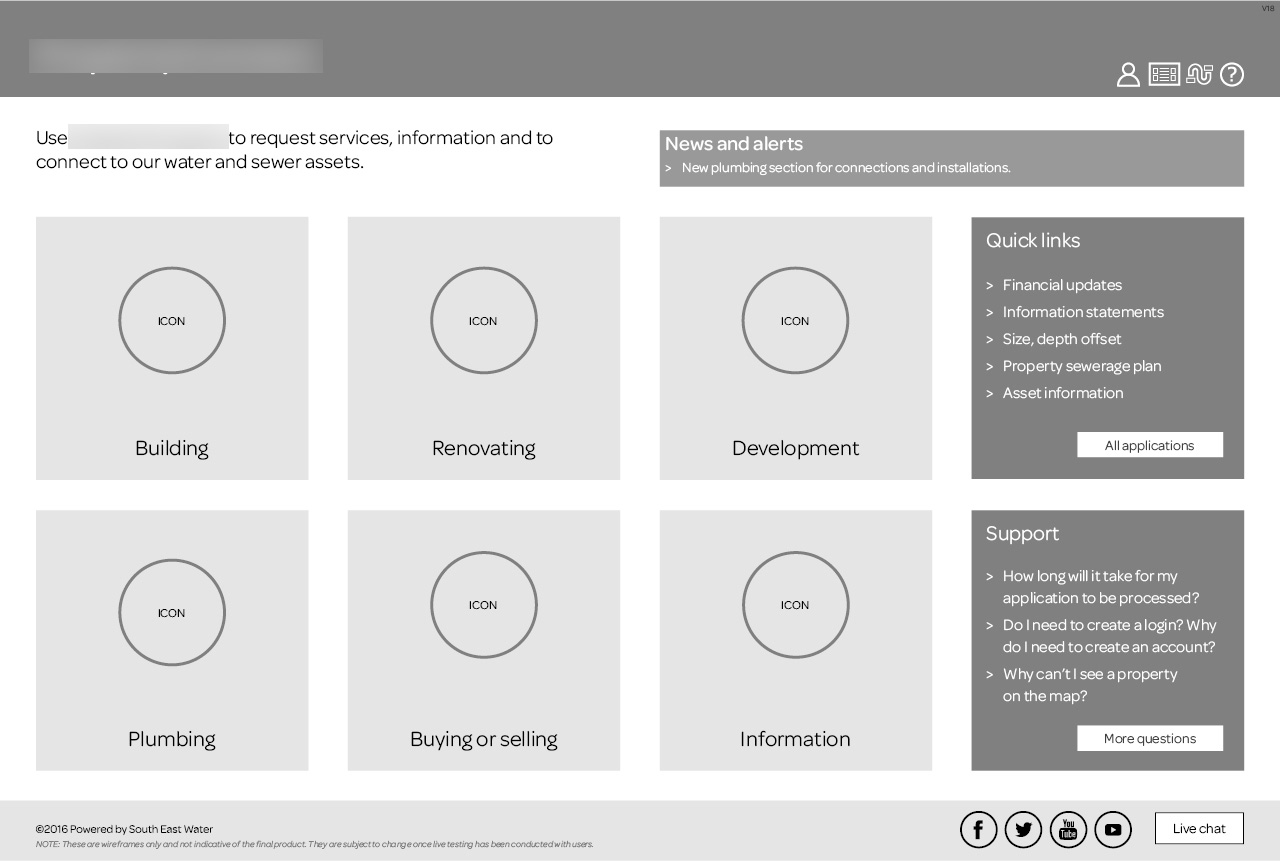 V18
Use to request services, information and to
connect to our water and sewer assets.
News and alerts
> New plumbing section for connections and installations.
ICON
Building
ICON
Renovating
ICON
Development
Quick links
> Financial updates
> Information statements
> Size, depth offset
> Property sewerage plan
> Asset information
All applications
ICON
Plumbing
ICON
Buying or selling
ICON
Information
Support
> How long will it take for my
application to be processed?
> Do I need to create a login? Why
do I need to create an account?
> Why can't I see a property
on the map?
More questions
©2016 Powered by South East Water
NOTE: These are wireframes only and not indicative of the final product. They are subject to change once live testing has been conducted with users.
You
Tube
Live chat